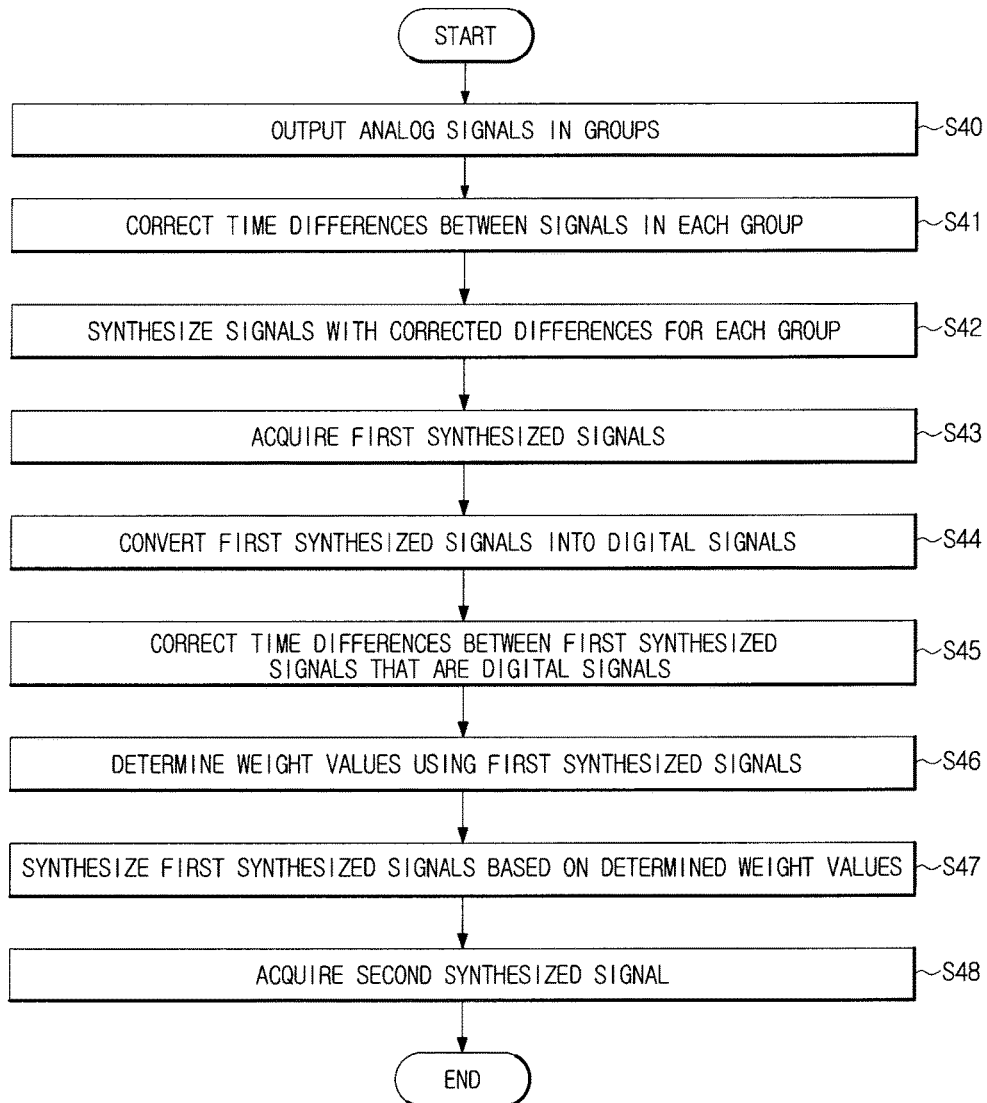 START
OUTPUT ANALOG SIGNALS IN GROUPS
S40
CORRECT TIME DIFFERENCES BETWEEN SIGNALS IN EACH GROUP
S41
SYNTHESIZE SIGNALS WITH CORRECTED DIFFERENCES FOR EACH GROUP
S42
ACQUIRE FIRST SYNTHESIZED SIGNALS
S43
CONVERT FIRST SYNTHESIZED SIGNALS INTO DIGITAL SIGNALS
S44
CORRECT TIME DIFFERENCES BETWEEN FIRST SYNTHESIZED
SIGNALS THAT ARE DIGITAL SIGNALS
S45
DETERMINE WEIGHT VALUES USING FIRST SYNTHESIZED SIGNALS
S46
SYNTHESIZE FIRST SYNTHESIZED SIGNALS BASED ON DETERMINED WEIGHT VALUES
S47
ACQUIRE SECOND SYNTHESIZED SIGNAL
S48
END